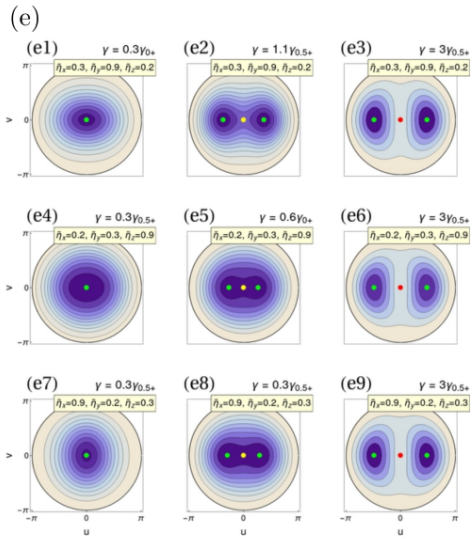 (e)
(e1) γ = 0.3γ0+ (e2) γ = 1.1γ0.5+ (e3) γ = 3γ0.5+
η̃x=0.3, η̃y=0.9, η̃z=0.2 η̃x=0.3, η̃y=0.9, η̃z=0.2 η̃x=0.3, η̃y=0.9, η̃z=0.2
π
v 0
-π
(e4) γ = 0.3γ0.5+ (e5) γ = 0.6γ0+ (e6) γ = 3γ0.5+
η̃x=0.2, η̃y=0.3, η̃z=0.9 η̃x=0.2, η̃y=0.3, η̃z=0.9 η̃x=0.2, η̃y=0.3, η̃z=0.9
π
v 0
-π
(e7) γ = 0.3γ0.5+ (e8) γ = 0.3γ0.5+ (e9) γ = 3γ0.5+
η̃x=0.9, η̃y=0.2, η̃z=0.3 η̃x=0.9, η̃y=0.2, η̃z=0.3 η̃x=0.9, η̃y=0.2, η̃z=0.3
π
v 0
-π
-π 0 π -π 0 π -π 0 π
u u u